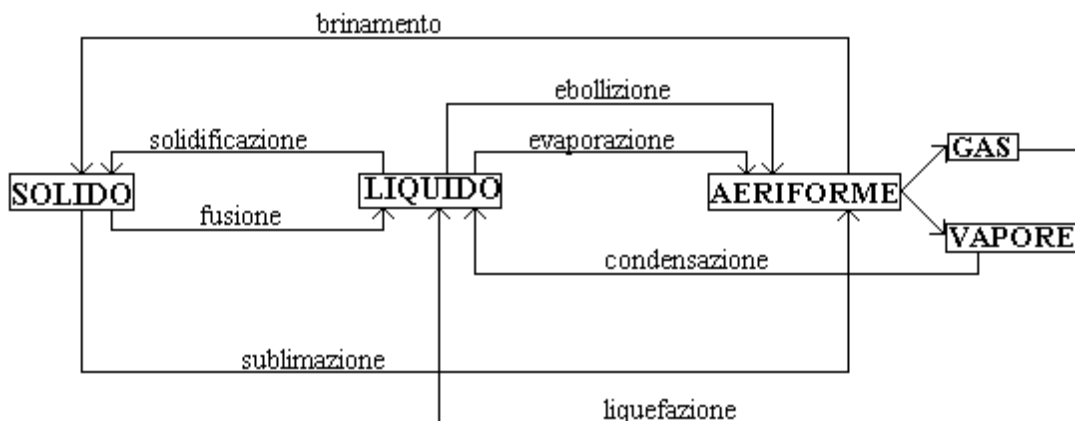 brinamento
ebollizione
solidificazione
evaporazione
GAS
SOLIDO
LIQUIDO
AERIFORME
fusione
VAPORE
condensazione
sublimazione
liquefazione